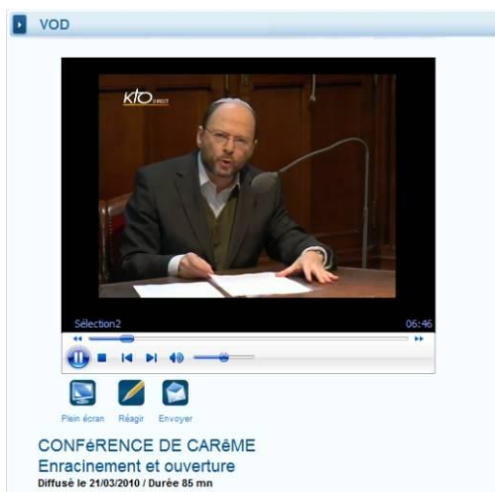 VOD
KTO DIRECT
Sélection2 06:46
Plein écran Réagir Envoyer
CONFéRENCE DE CARêME
Enracinement et ouverture
Diffusé le 21/03/2010 / Durée 85 mn